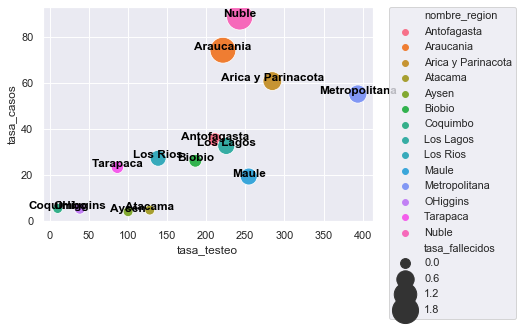 Nuble
Araucania
Arica y Parinacota
Metropolitana
Antofagasta
Los Lagos
Los Rios
Biobio
Tarapaca
Maule
Coquimbo
OHiggins
Aysen
Atacama
tasa_casos
80
60
40
20
0
0 50 100 150 200 250 300 350 400
tasa_testeo
nombre_region
Antofagasta
Araucania
Arica y Parinacota
Atacama
Aysen
Biobio
Coquimbo
Los Lagos
Los Rios
Maule
Metropolitana
OHiggins
Tarapaca
Nuble
tasa_fallecidos
0.0
0.6
1.2
1.8